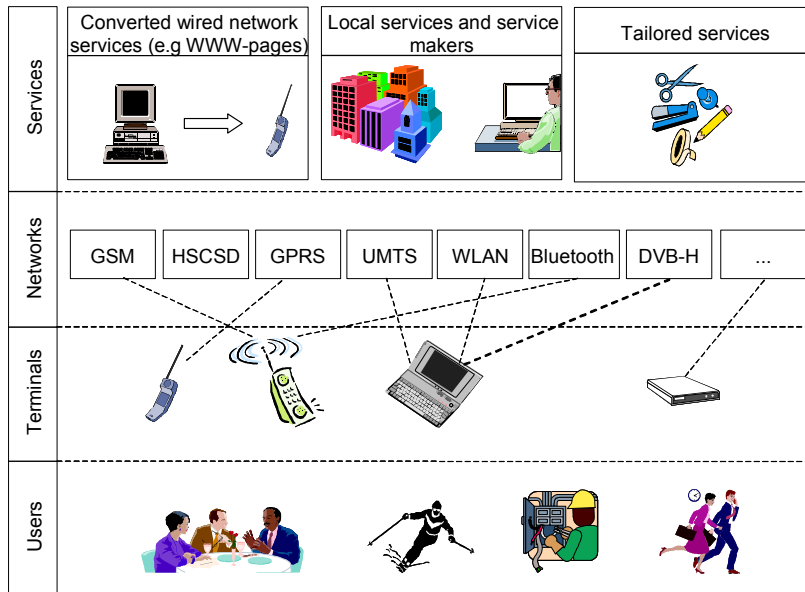 Services
Converted wired network
services (e.g WWW-pages)
Local services and service
makers
Tailored services
Networks
GSM
HSCSD
GPRS
UMTS
WLAN
Bluetooth
DVB-H
...
Terminals
Users